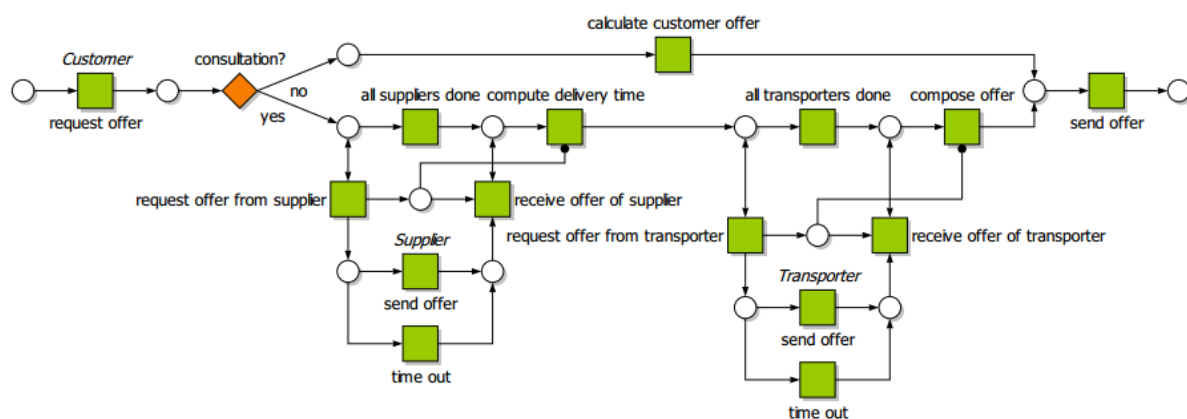 calculate customer offer
Customer
consultation?
no
yes
request offer
all suppliers done
compute delivery time
all transporters done
compose offer
send offer
request offer from supplier
receive offer of supplier
request offer from transporter
receive offer of transporter
Supplier
send offer
time out
Transporter
send offer
time out